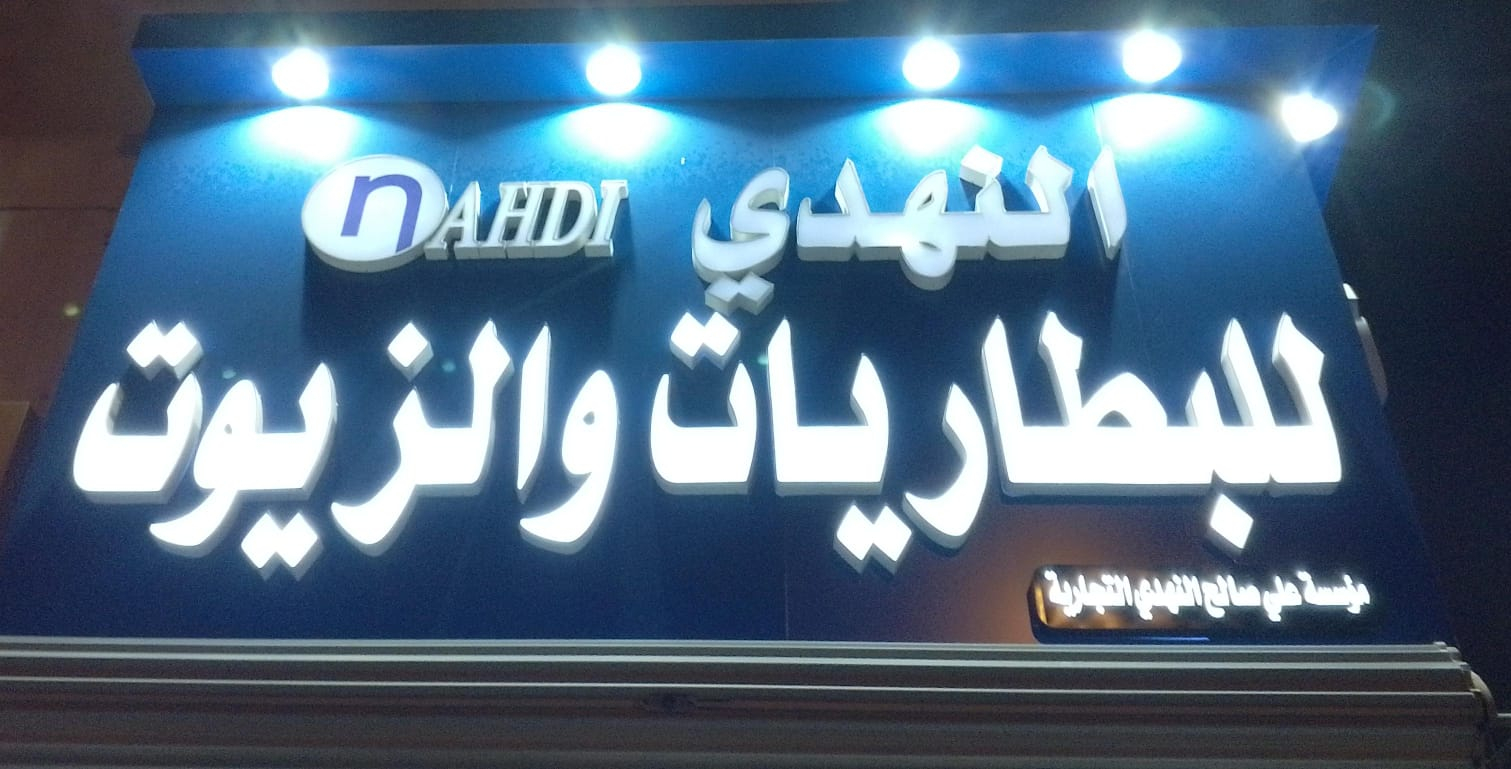 النهدي nAHDI
للبطاريات والزيوت
مؤسسة علي صالح النهدي التجارية